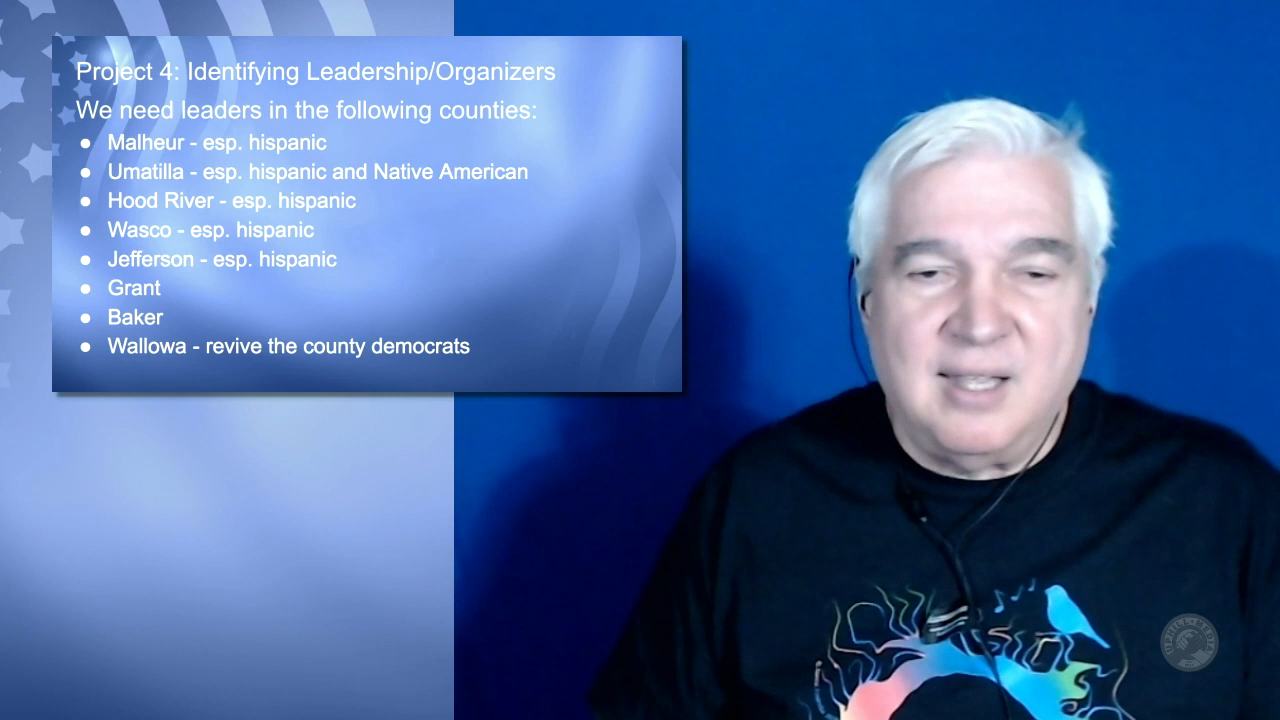 Project 4: Identifying Leadership/Organizers
We need leaders in the following counties:
● Malheur - esp. hispanic
● Umatilla - esp. hispanic and Native American
● Hood River - esp. hispanic
● Wasco - esp. hispanic
● Jefferson - esp. hispanic
● Grant
● Baker
● Wallowa - revive the county democrats